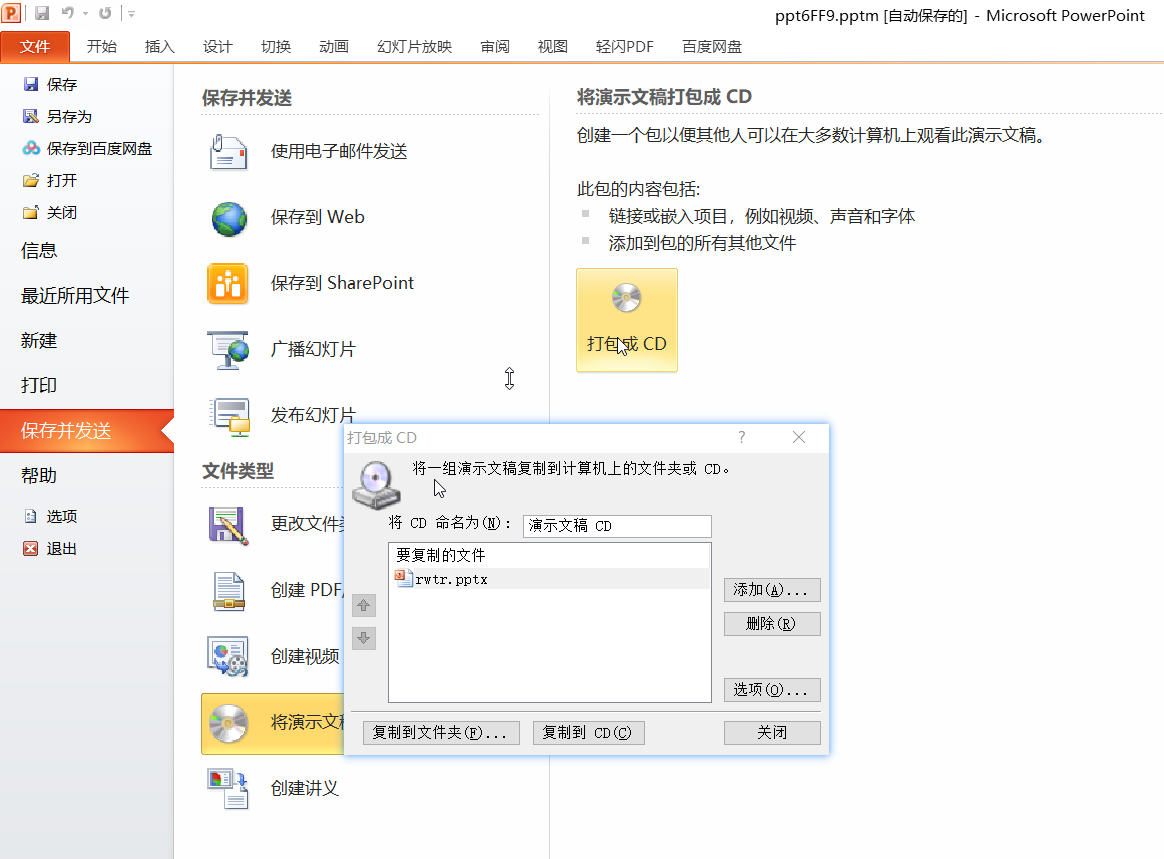 ppt6FF9.pptm [自动保存的] - Microsoft PowerPoint
文件 开始 插入 设计 切换 动画 幻灯片放映 审阅 视图 轻闪PDF 百度网盘
保存
另存为
保存到百度网盘
打开
关闭
信息
最近所用文件
新建
打印
保存并发送
帮助
选项
退出
保存并发送
使用电子邮件发送
保存到 Web
保存到 SharePoint
广播幻灯片
发布幻灯片
文件类型
更改文件
创建 PDF/
创建视频
将演示文稿
创建讲义
将演示文稿打包成 CD
创建一个包以便其他人可以在大多数计算机上观看此演示文稿。
此包的内容包括:
链接或嵌入项目，例如视频、声音和字体
添加到包的所有其他文件
打包成 CD
打包成 CD ?
将一组演示文稿复制到计算机上的文件夹或 CD。
将 CD 命名为(N): 演示文稿 CD
要复制的文件
rwtr.pptx
添加(A)...
删除(R)
选项(O)...
复制到文件夹(F)... 复制到 CD(C) 关闭